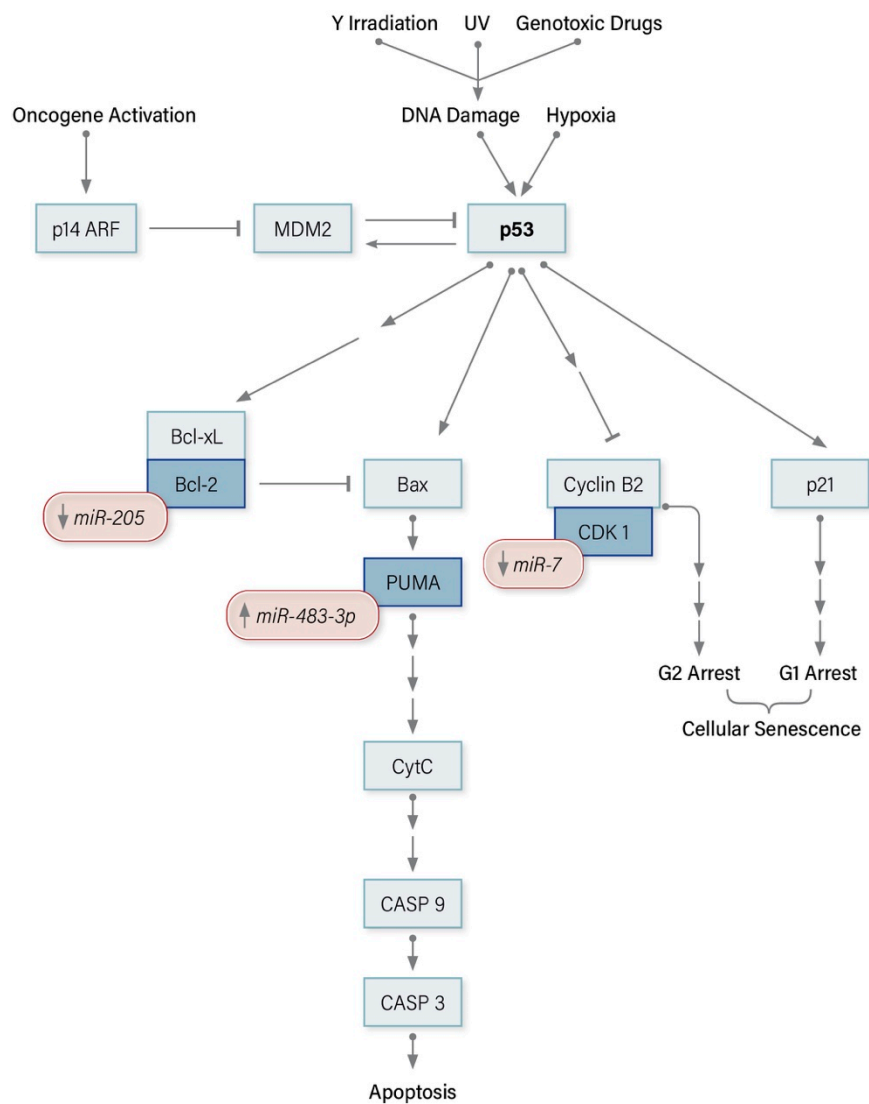 Y Irradiation
UV
Genotoxic Drugs
Oncogene Activation
DNA Damage
Hypoxia
p14 ARF
MDM2
p53
Bcl-xL
Bcl-2
miR-205
Bax
Cyclin B2
CDK 1
miR-7
p21
PUMA
miR-483-3p
G2 Arrest
G1 Arrest
Cellular Senescence
CytC
CASP 9
CASP 3
Apoptosis